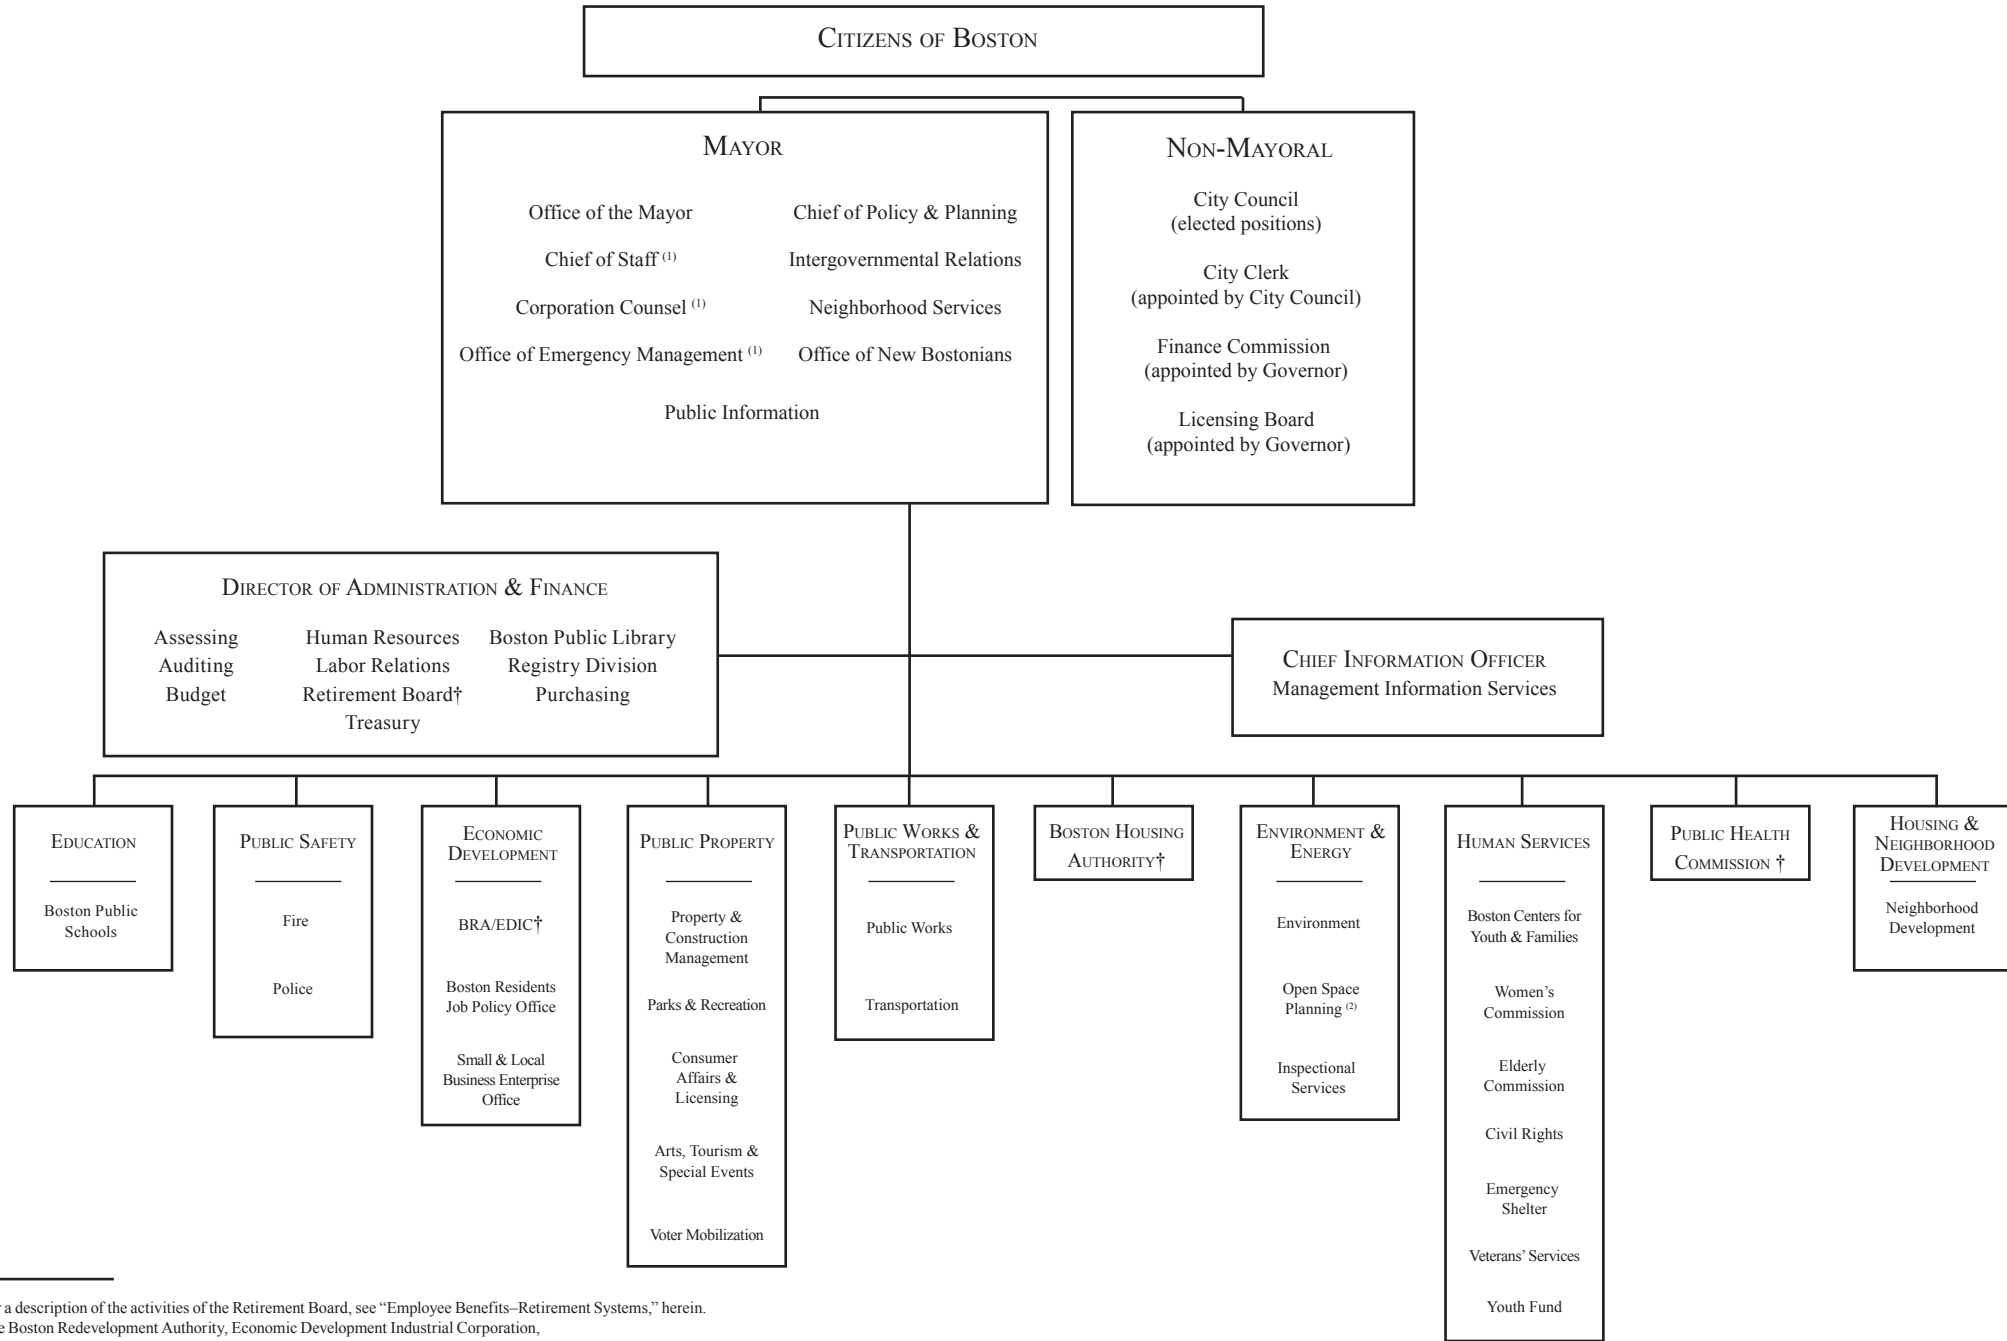 CITIZENS OF BOSTON
MAYOR
Office of the Mayor
Chief of Policy & Planning
Chief of Staff (1)
Intergovernmental Relations
Corporation Counsel (1)
Neighborhood Services
Office of Emergency Management (1)
Office of New Bostonians
Public Information
NON-MAYORAL
City Council
(elected positions)
City Clerk
(appointed by City Council)
Finance Commission
(appointed by Governor)
Licensing Board
(appointed by Governor)
DIRECTOR OF ADMINISTRATION & FINANCE
Assessing
Auditing
Budget
Human Resources
Labor Relations
Retirement Board†
Treasury
Boston Public Library
Registry Division
Purchasing
CHIEF INFORMATION OFFICER
Management Information Services
EDUCATION
Boston Public
Schools
PUBLIC SAFETY
Fire
Police
ECONOMIC
DEVELOPMENT
BRA/EDIC†
Boston Residents
Job Policy Office
Small & Local
Business Enterprise
Office
PUBLIC PROPERTY
Property &
Construction
Management
Parks & Recreation
Consumer
Affairs &
Licensing
Arts, Tourism &
Special Events
Voter Mobilization
PUBLIC WORKS &
TRANSPORTATION
Public Works
Transportation
BOSTON HOUSING
AUTHORITY†
ENVIRONMENT &
ENERGY
Environment
Open Space
Planning (2)
Inspectional
Services
HUMAN SERVICES
Boston Centers for
Youth & Families
Women's
Commission
Elderly
Commission
Civil Rights
Emergency
Shelter
Veterans' Services
Youth Fund
PUBLIC HEALTH
COMMISSION †
HOUSING &
NEIGHBORHOOD
DEVELOPMENT
Neighborhood
Development
a description of the activities of the Retirement Board, see “Employee Benefits–Retirement Systems,” herein.
Boston Redevelopment Authority, Economic Development Industrial Corporation,